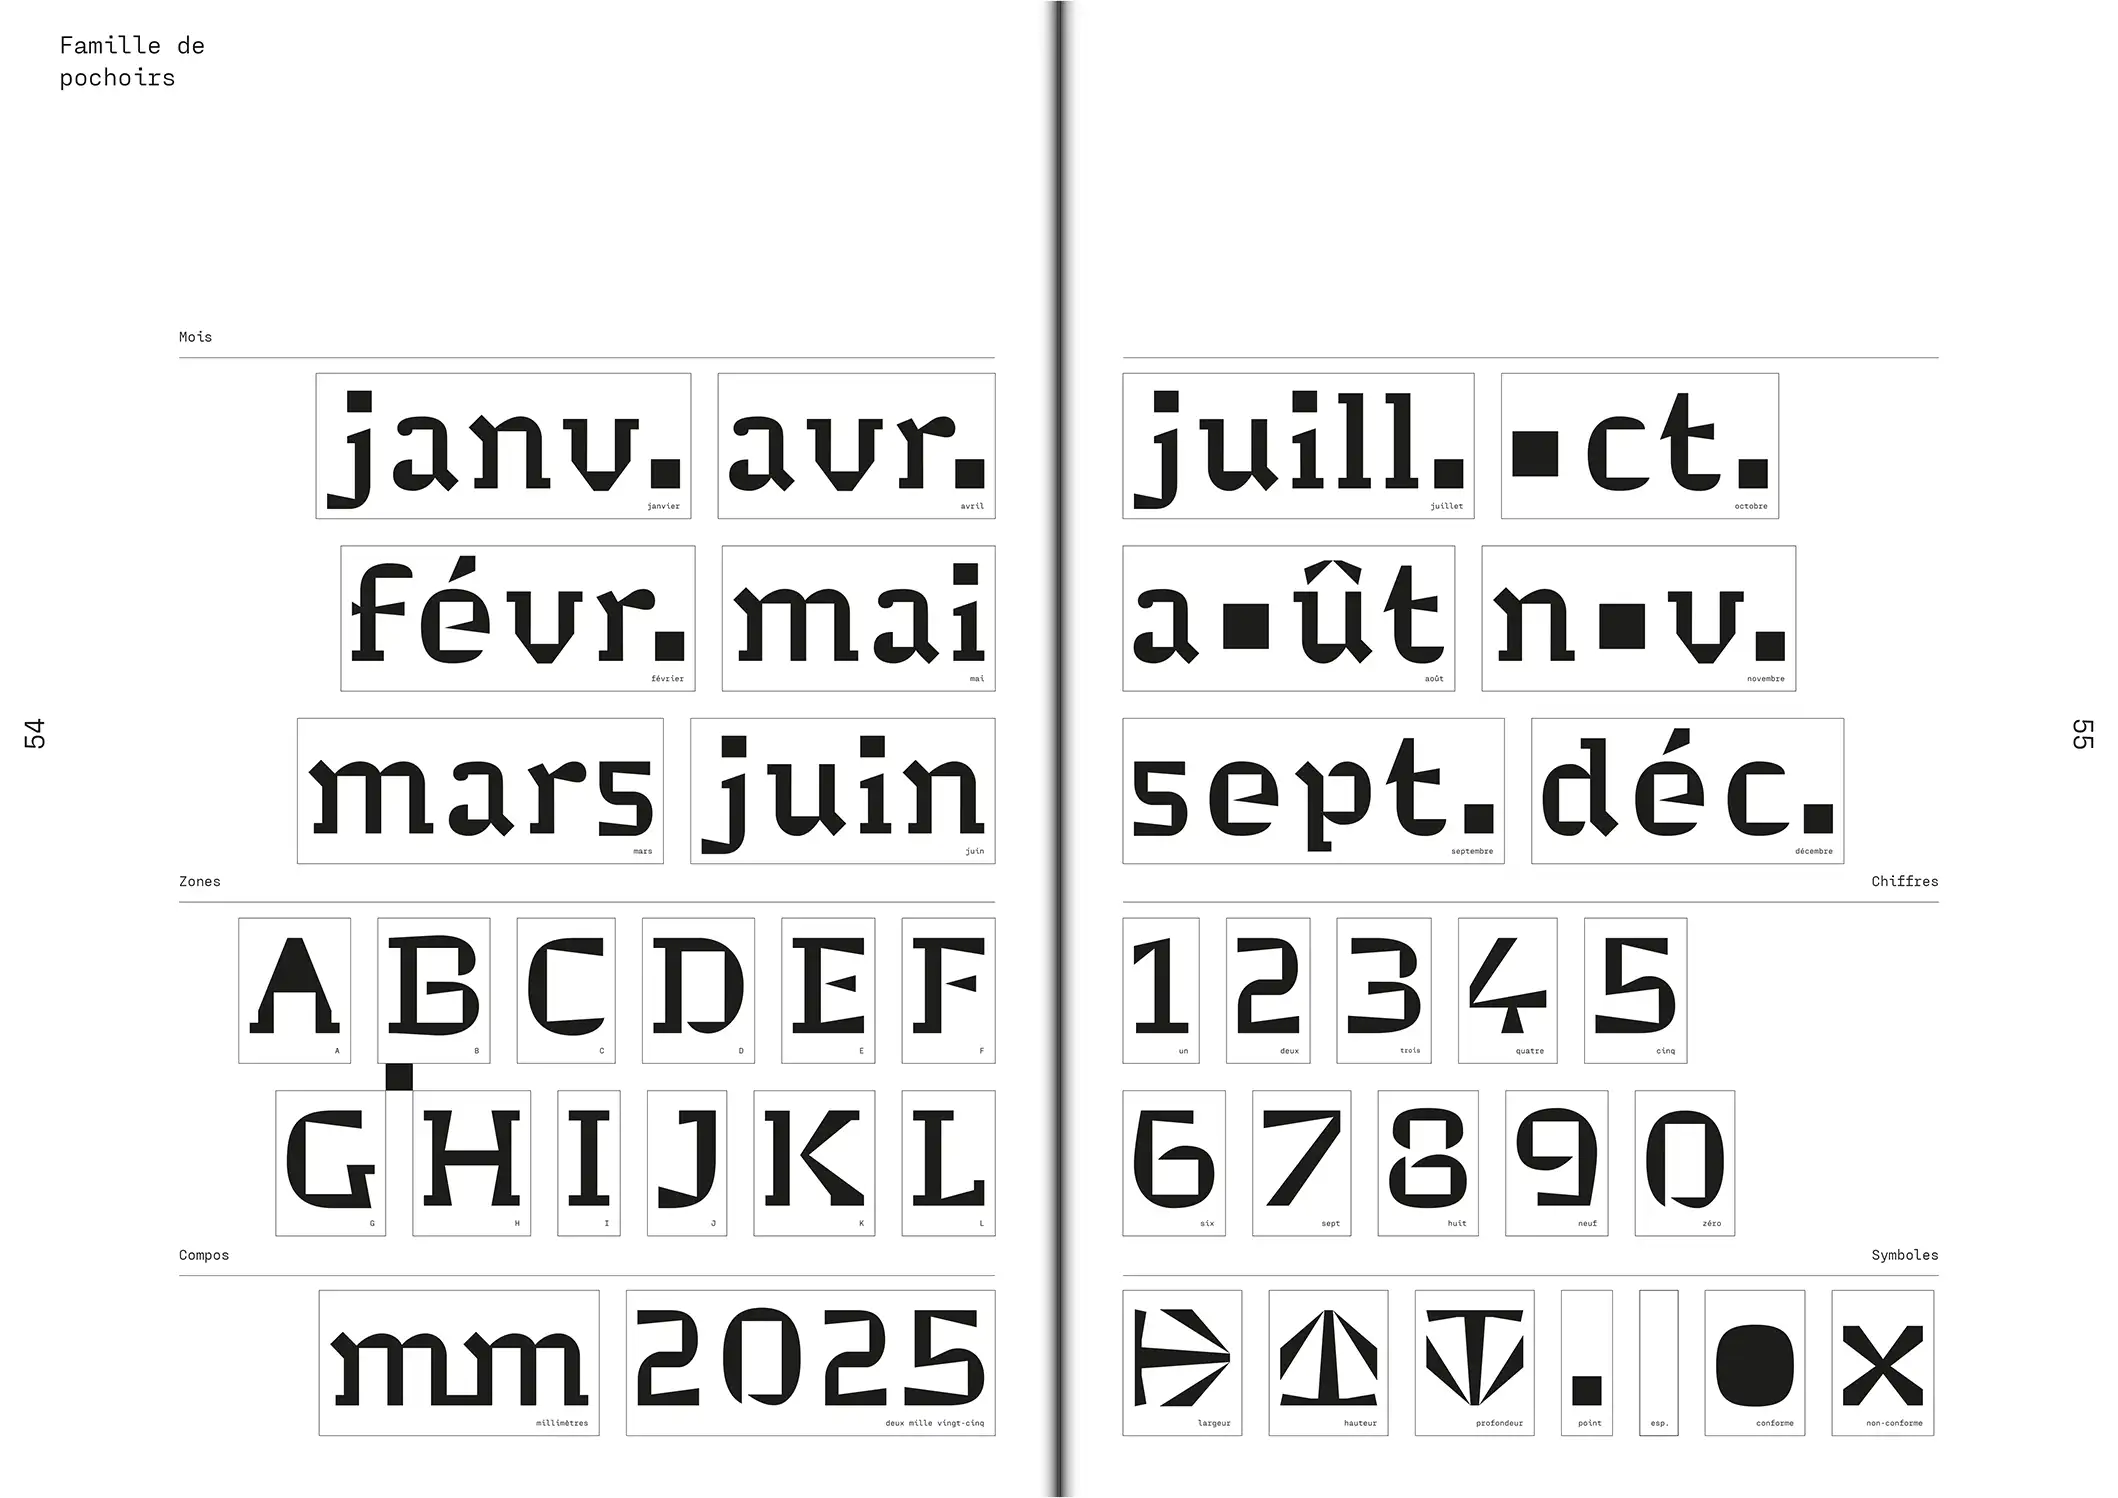 Famille de
pochoirs
54
Mois
janv. avr.
janvier avril
févr. mai
février mai
mars juin
mars juin
Zones
A B C D E F
A B C D E F
G H I J K L
G H I J K L
Compos
mm 2025
millimètres deux mille vingt-cinq
juill. ■ct.
juillet octobre
a■ût n■v.
août novembre
sept. déc.
septembre décembre
Chiffres
1 2 3 4 5
un deux trois quatre cinq
6 7 8 9 0
six sept huit neuf zéro
Symboles
largeur hauteur profondeur point esp. conforme non-conforme
55